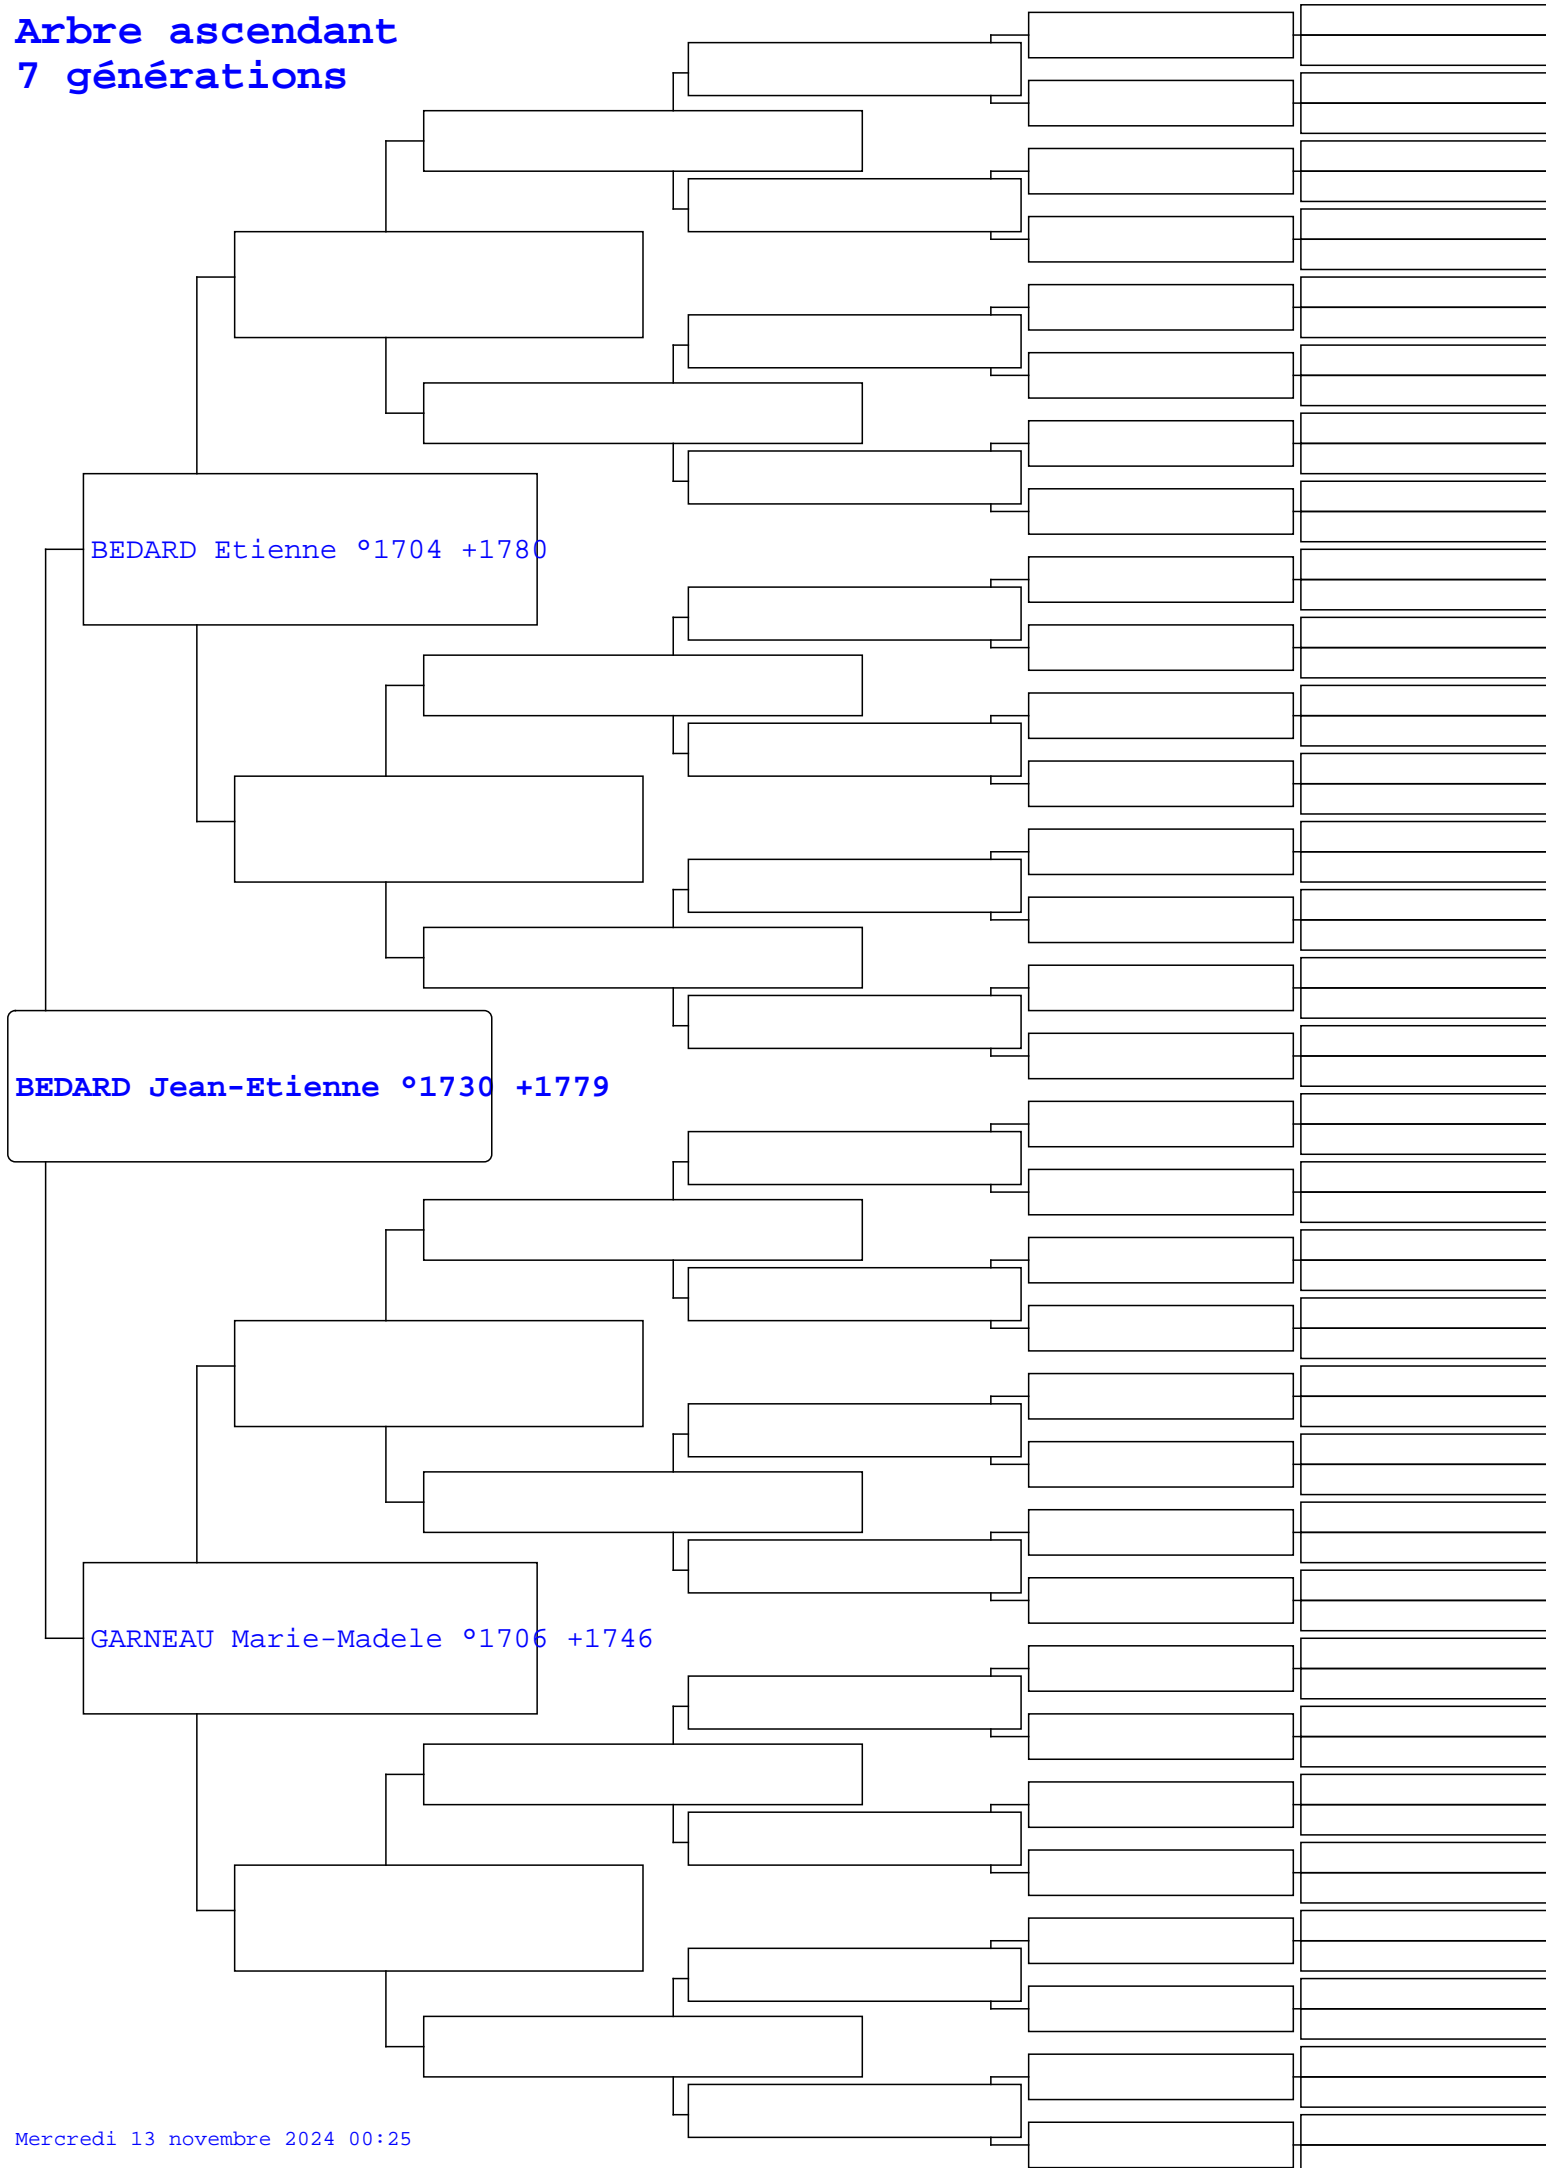 Arbre ascendant
7 générations
BEDARD Etienne °1704 +1780
BEDARD Jean-Etienne °1730 +1779
GARNEAU Marie-Madele °1706 +1746
Mercredi 13 novembre 2024 00:25